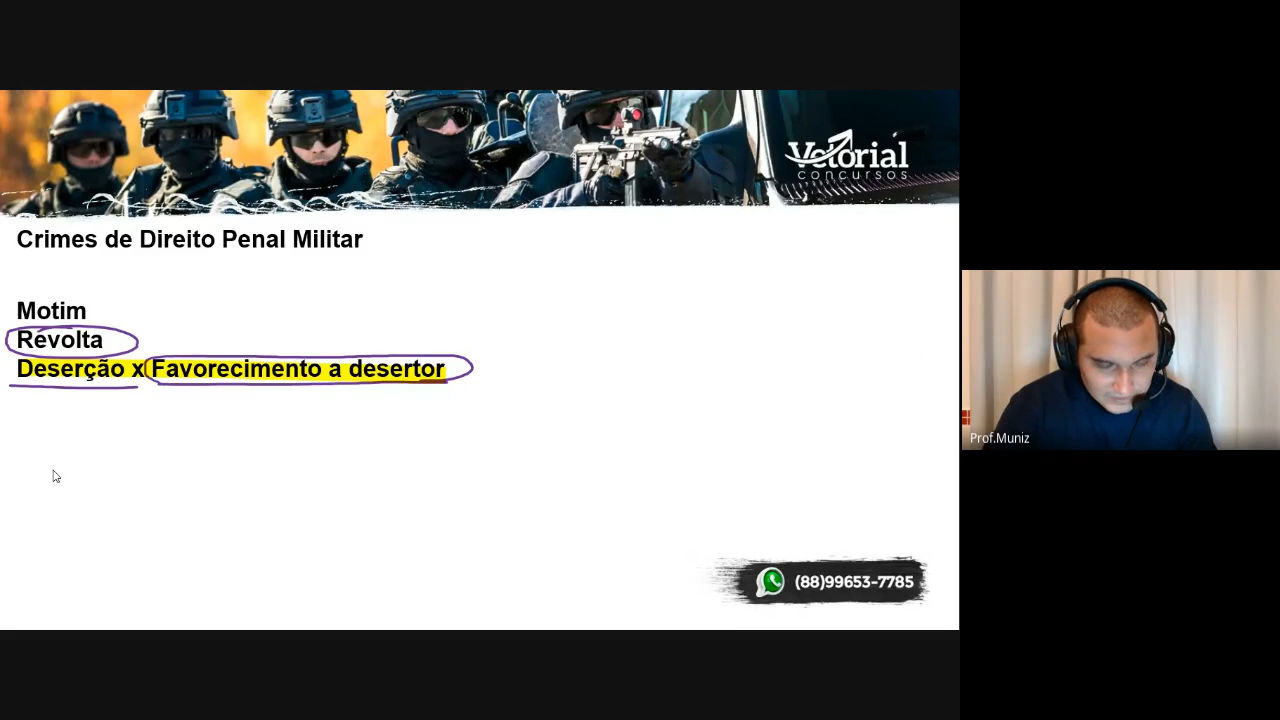 Vetorial
concursos
Crimes de Direito Penal Militar
Motim
Revolta
Deserção x Favorecimento a desertor
(88)99653-7785
Prof.Muniz